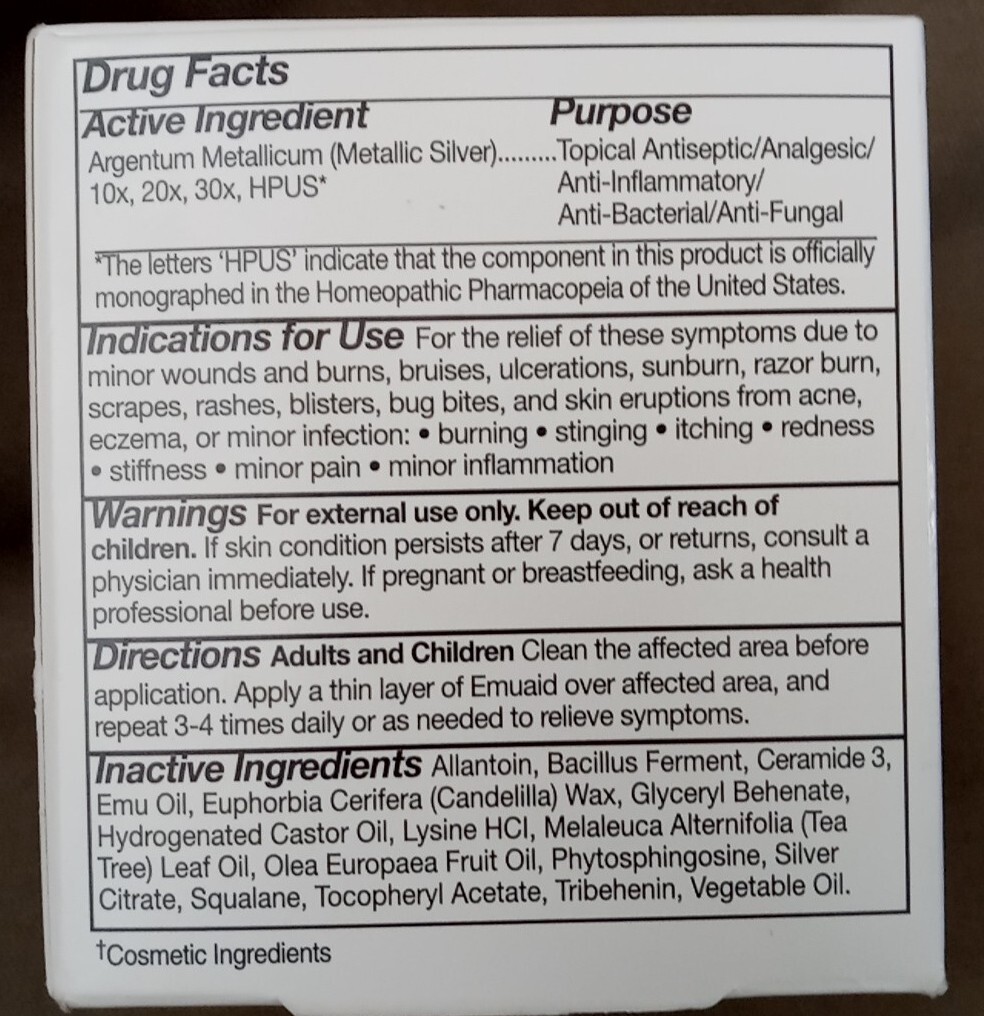 Drug Facts
Active Ingredient Purpose
Argentum Metallicum (Metallic Silver).........Topical Antiseptic/Analgesic/
10x, 20x, 30x, HPUS* Anti-Inflammatory/
Anti-Bacterial/Anti-Fungal
*The letters ‘HPUS’ indicate that the component in this product is officially
monographed in the Homeopathic Pharmacopeia of the United States.
Indications for Use For the relief of these symptoms due to
minor wounds and burns, bruises, ulcerations, sunburn, razor burn,
scrapes, rashes, blisters, bug bites, and skin eruptions from acne,
eczema, or minor infection: • burning • stinging • itching • redness
• stiffness • minor pain • minor inflammation
Warnings For external use only. Keep out of reach of
children. If skin condition persists after 7 days, or returns, consult a
physician immediately. If pregnant or breastfeeding, ask a health
professional before use.
Directions Adults and Children Clean the affected area before
application. Apply a thin layer of Emuaid over affected area, and
repeat 3-4 times daily or as needed to relieve symptoms.
Inactive Ingredients Allantoin, Bacillus Ferment, Ceramide 3,
Emu Oil, Euphorbia Cerifera (Candelilla) Wax, Glyceryl Behenate,
Hydrogenated Castor Oil, Lysine HCl, Melaleuca Alternifolia (Tea
Tree) Leaf Oil, Olea Europaea Fruit Oil, Phytosphingosine, Silver
Citrate, Squalane, Tocopheryl Acetate, Tribehenin, Vegetable Oil.
†Cosmetic Ingredients